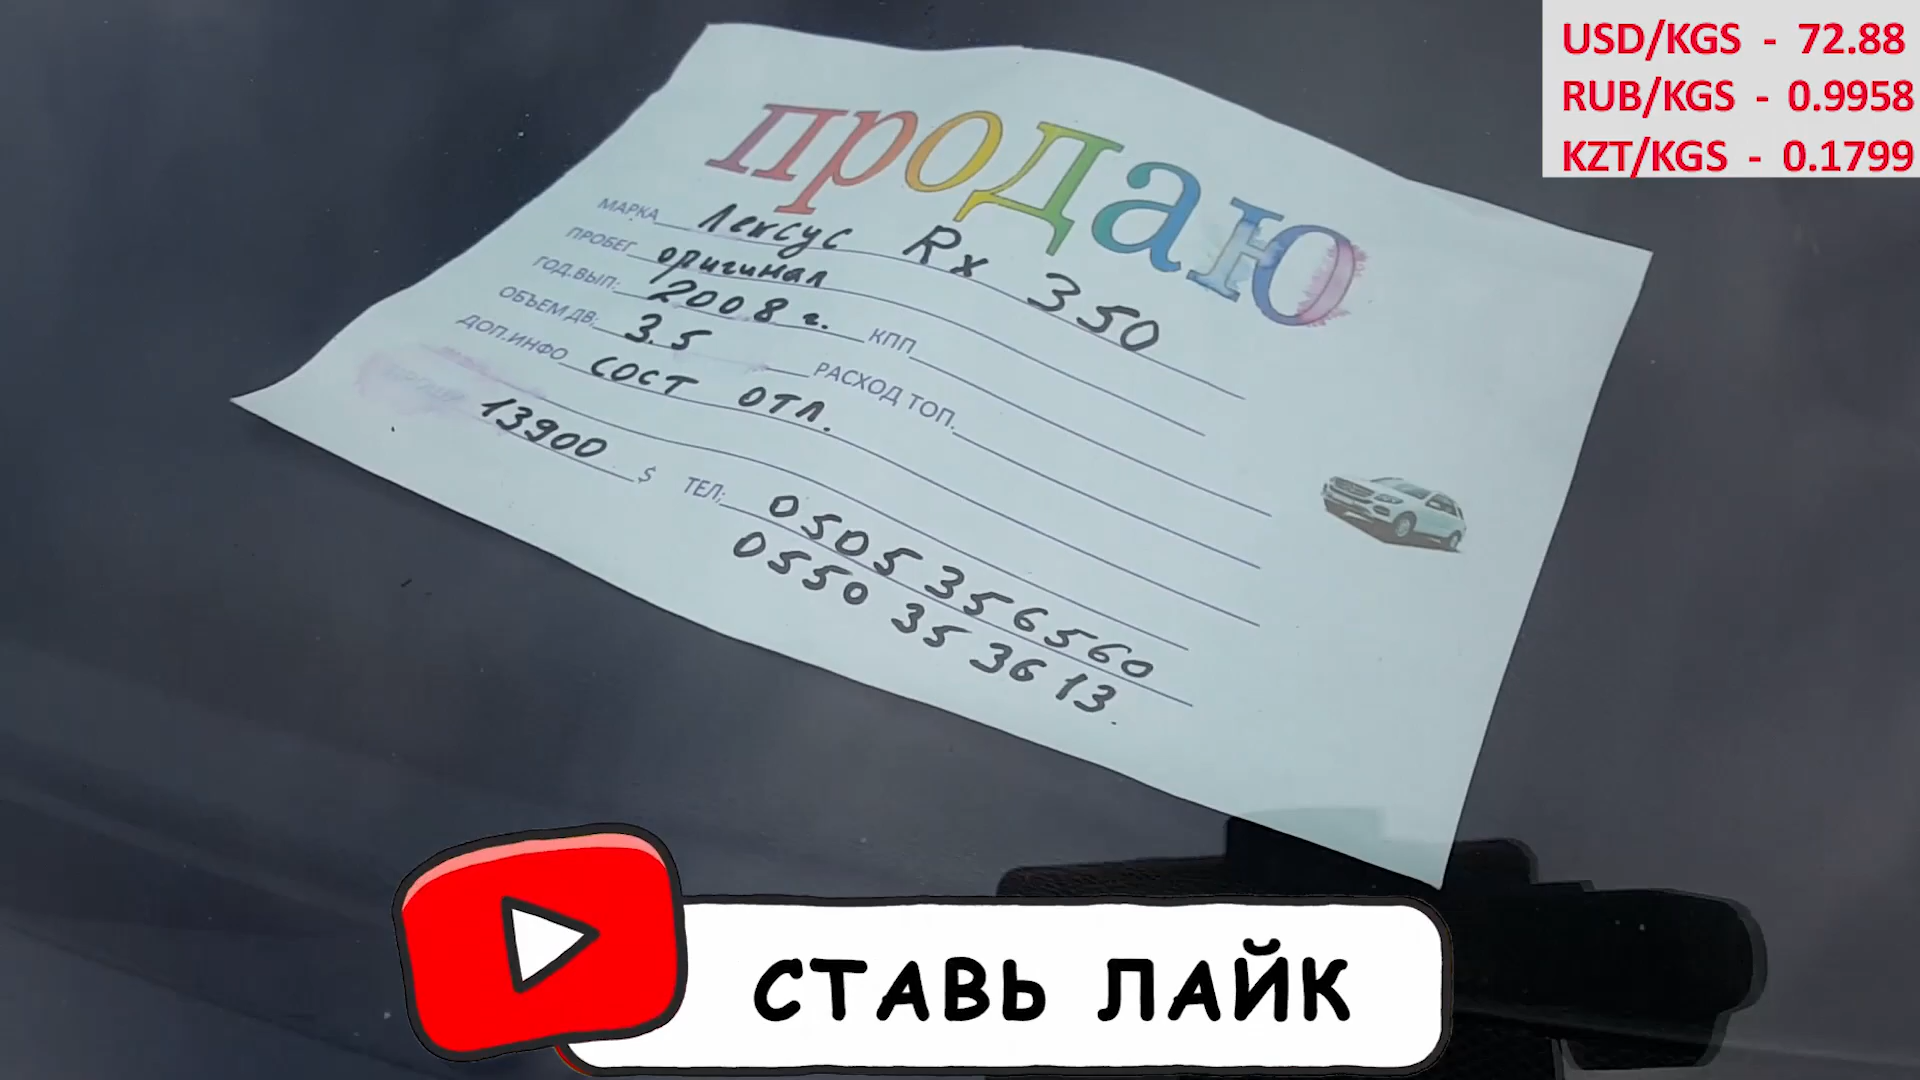 USD/KGS - 72.88
RUB/KGS - 0.9958
KZT/KGS - 0.1799
продаю
МАРКА Лексус Rx 350
ПРОБЕГ оригинал
ГОД.ВЫП: 2008 г. КПП
ОБЪЕМ ДВ: 3.5 РАСХОД ТОП.
ДОП.ИНФО сост отл.
13900 $ ТЕЛ: 0505 356560
0550 35 36 13.
СТАВЬ ЛАЙК